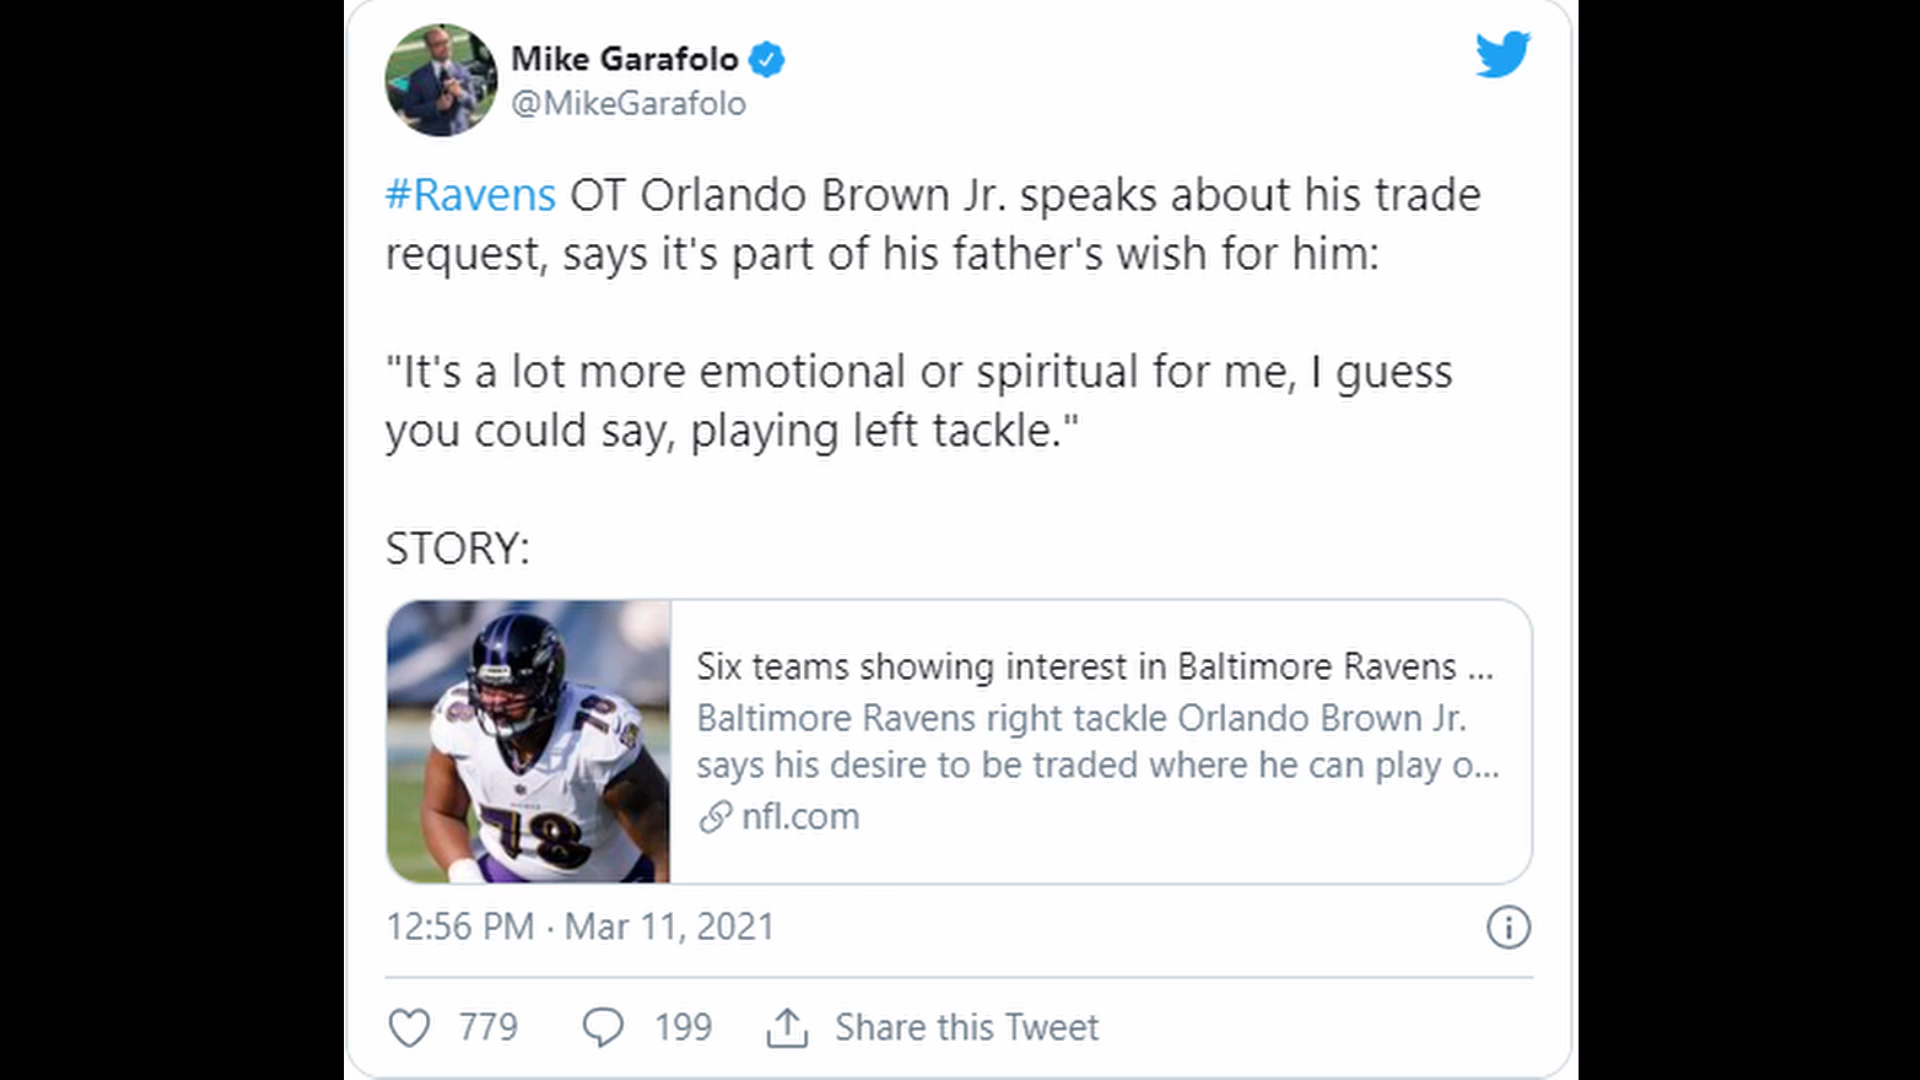 Mike Garafolo
@MikeGarafolo
#Ravens OT Orlando Brown Jr. speaks about his trade
request, says it's part of his father's wish for him:
"It's a lot more emotional or spiritual for me, I guess
you could say, playing left tackle."
STORY:
78
Six teams showing interest in Baltimore Ravens ...
Baltimore Ravens right tackle Orlando Brown Jr.
says his desire to be traded where he can play o...
nfl.com
12:56 PM · Mar 11, 2021
779 199 Share this Tweet